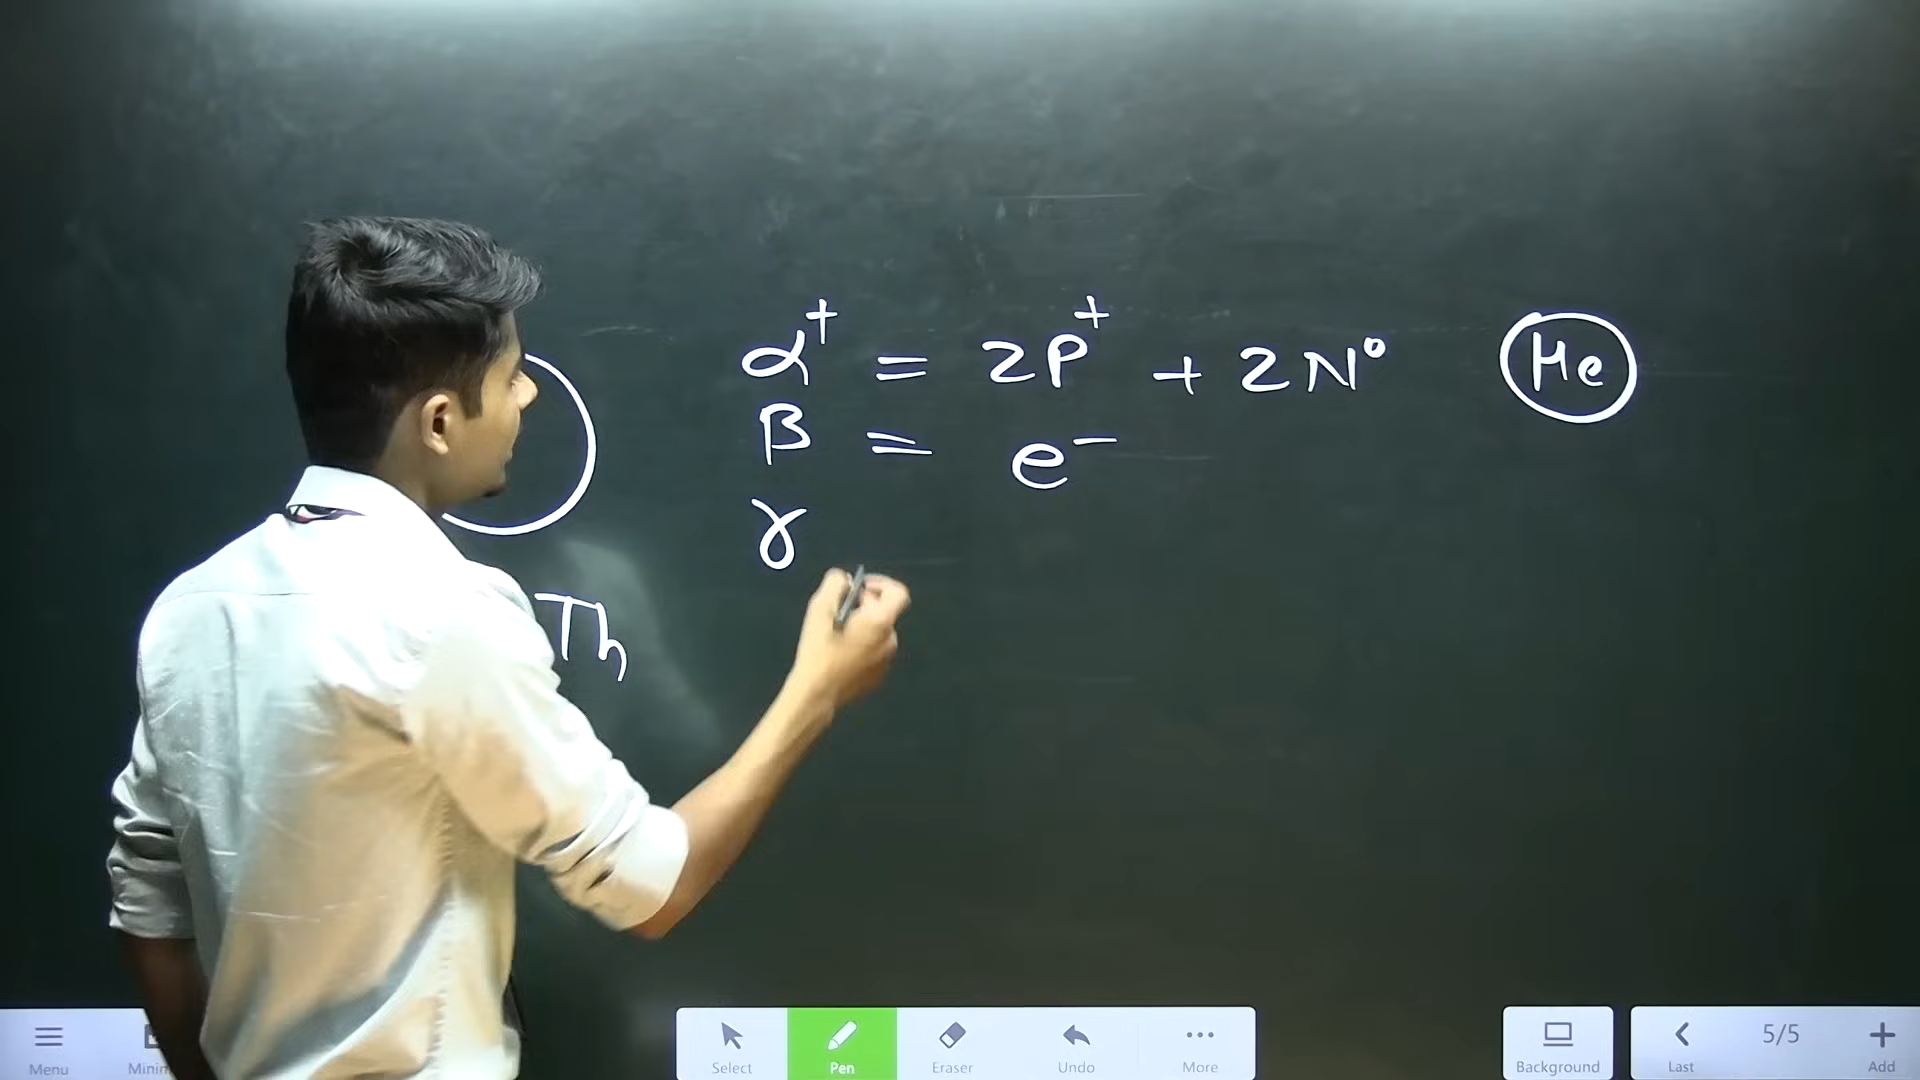 α⁺ = 2P⁺ + 2N⁰ He
β = e⁻
γ
Th
Menu
Select
Pen
Eraser
Undo
More
Background
Last
5/5
Add